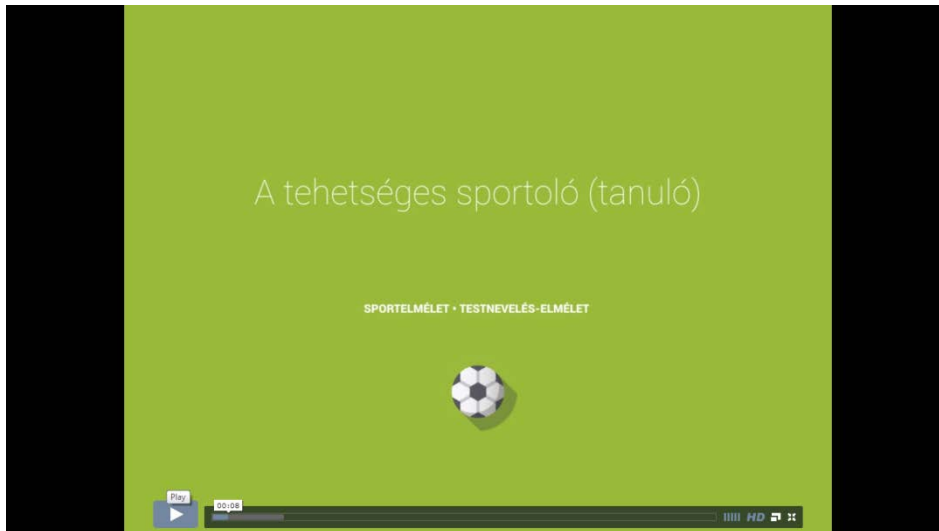 A tehetséges sportoló (tanuló)
SPORTELMÉLET • TESTNEVELÉS-ELMÉLET
Play
00:08
HD